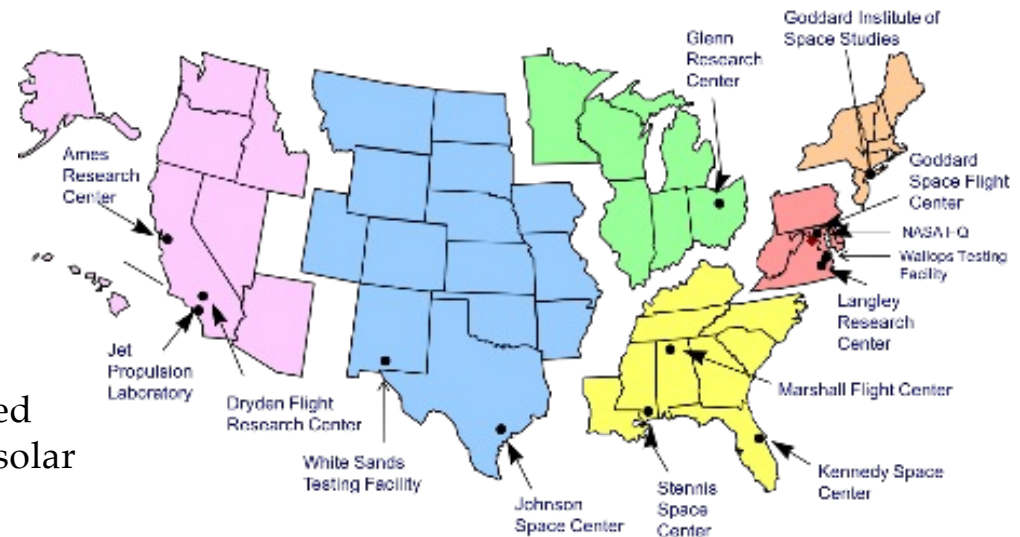 Goddard Institute of
Space Studies
Glenn
Research
Center
Ames
Research
Center
Goddard
Space Flight
Center
NASA HQ
Wallops Testing
Facility
Langley
Research
Center
Jet
Propulsion
Laboratory
Marshall Flight Center
Dryden Flight
Research Center
ed
solar
White Sands
Testing Facility
Kennedy Space
Center
Stennis
Space
Center
Johnson
Space Center